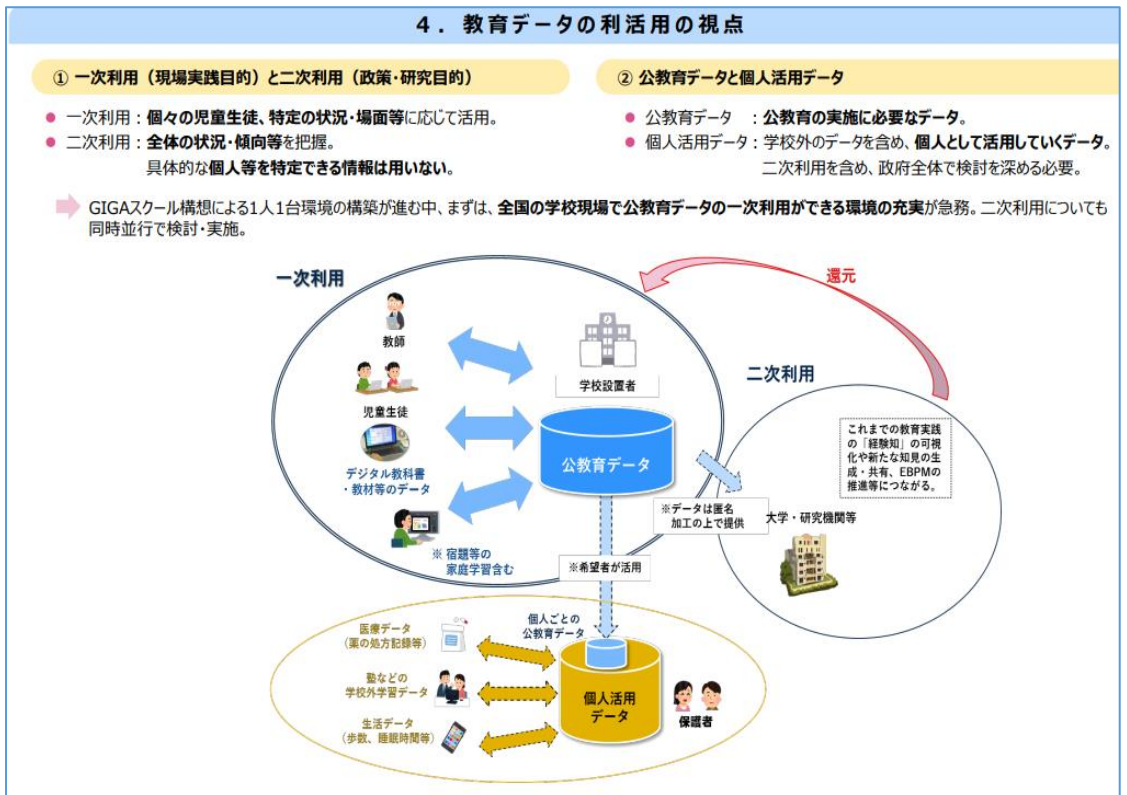 ４．教育データの利活用の視点
① 一次利用（現場実践目的）と二次利用（政策・研究目的）
● 一次利用：個々の児童生徒、特定の状況・場面等に応じて活用。
● 二次利用：全体の状況・傾向等を把握。
具体的な個人等を特定できる情報は用いない。
② 公教育データと個人活用データ
● 公教育データ ：公教育の実施に必要なデータ。
● 個人活用データ：学校外のデータを含め、個人として活用していくデータ。
二次利用を含め、政府全体で検討を深める必要。
GIGAスクール構想による1人1台環境の構築が進む中、まずは、全国の学校現場で公教育データの一次利用ができる環境の充実が急務。二次利用についても
同時並行で検討・実施。
一次利用
還元
教師
学校設置者
二次利用
児童生徒
公教育データ
これまでの教育実践
の「経験知」の可視
化や新たな知見の生
成・共有、EBPMの
推進等につながる。
デジタル教科書
・教材等のデータ
※データは匿名
加工の上で提供
大学・研究機関等
※ 宿題等の
家庭学習含む
※希望者が活用
医療データ
（薬の処方記録等）
個人ごとの
公教育データ
塾などの
学校外学習データ
個人活用
データ
保護者
生活データ
（歩数、睡眠時間等）